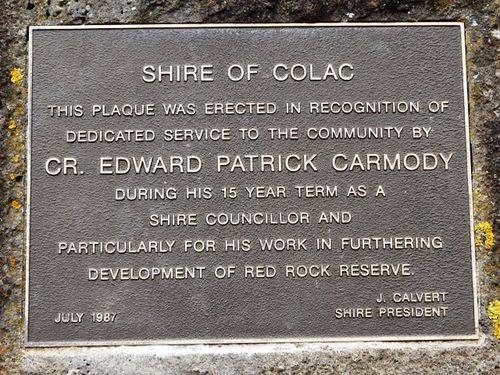 SHIRE OF COLAC
THIS PLAQUE WAS ERECTED IN RECOGNITION OF
DEDICATED SERVICE TO THE COMMUNITY BY
CR. EDWARD PATRICK CARMODY
DURING HIS 15 YEAR TERM AS A
SHIRE COUNCILLOR AND
PARTICULARLY FOR HIS WORK IN FURTHERING
DEVELOPMENT OF RED ROCK RESERVE.
J. CALVERT
JULY 1987 SHIRE PRESIDENT